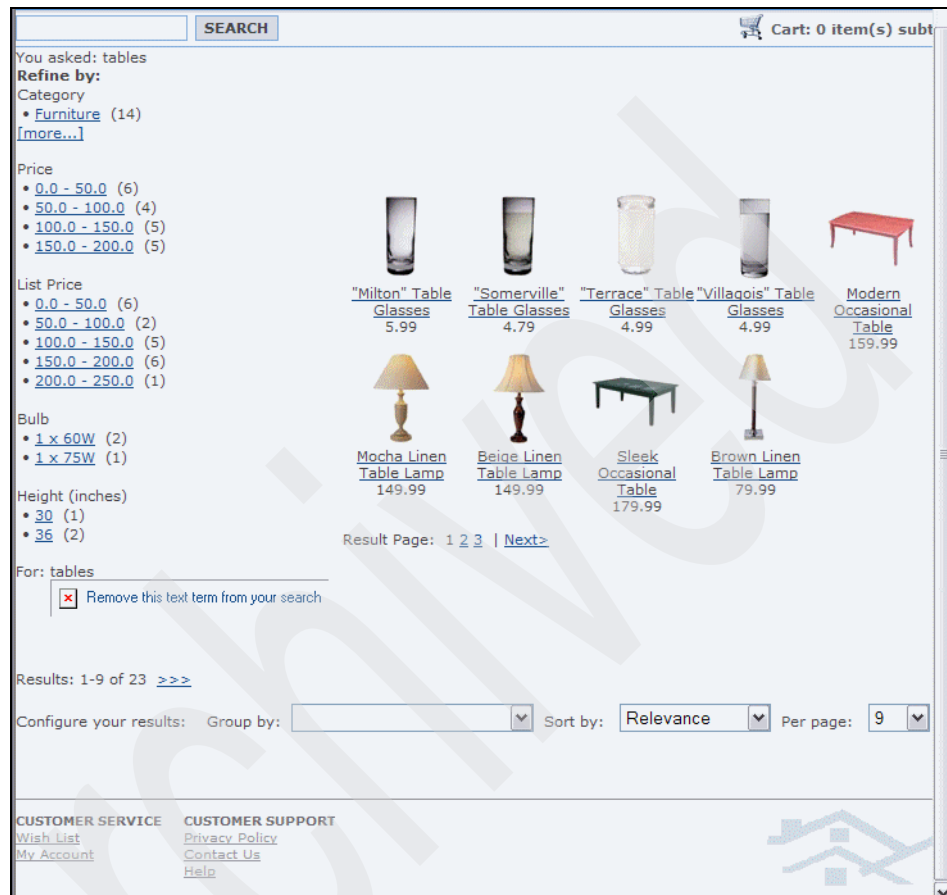 SEARCH
Cart: 0 item(s) subt
You asked: tables
Refine by:
Category
• Furniture (14)
[more...]
Price
• 0.0 - 50.0 (6)
• 50.0 - 100.0 (4)
• 100.0 - 150.0 (5)
• 150.0 - 200.0 (5)
List Price
• 0.0 - 50.0 (6)
• 50.0 - 100.0 (2)
• 100.0 - 150.0 (5)
• 150.0 - 200.0 (6)
• 200.0 - 250.0 (1)
Bulb
• 1 x 60W (2)
• 1 x 75W (1)
Height (inches)
• 30 (1)
• 36 (2)
For: tables
Remove this text term from your search
"Milton" Table
Glasses
5.99
"Somerville"
Table Glasses
4.79
"Terrace" Table
Glasses
4.99
"Villagois" Table
Glasses
4.99
Modern
Occasional
Table
159.99
Mocha Linen
Table Lamp
149.99
Beige Linen
Table Lamp
149.99
Sleek
Occasional
Table
179.99
Brown Linen
Table Lamp
79.99
Result Page: 1 2 3 | Next>
Results: 1-9 of 23 >>>
Configure your results: Group by: Sort by: Relevance Per page: 9
CUSTOMER SERVICE
Wish List
My Account
CUSTOMER SUPPORT
Privacy Policy
Contact Us
Help
rchived